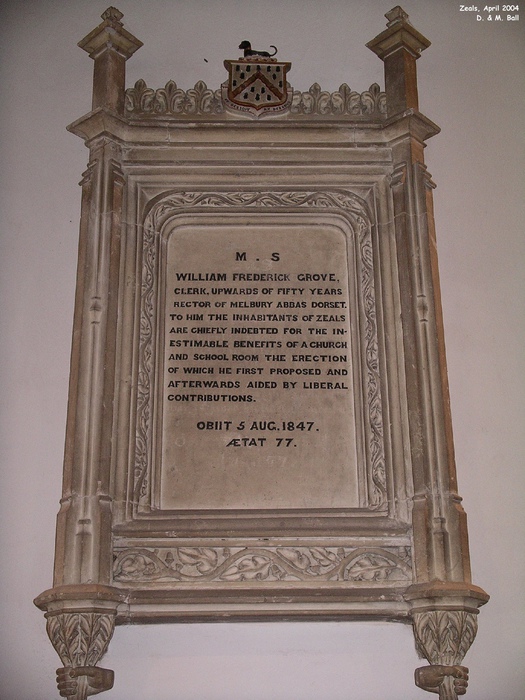 Zeals, April 2004
D. & M. Ball
M . S
WILLIAM FREDERICK GROVE,
CLERK, UPWARDS OF FIFTY YEARS
RECTOR OF MELBURY ABBAS DORSET.
TO HIM THE INHABITANTS OF ZEALS
ARE CHIEFLY INDEBTED FOR THE IN-
ESTIMABLE BENEFITS OF A CHURCH
AND SCHOOL ROOM THE ERECTION
OF WHICH HE FIRST PROPOSED AND
AFTERWARDS AIDED BY LIBERAL
CONTRIBUTIONS.
OBIIT 5 AUG. 1847.
ÆTAT 77.